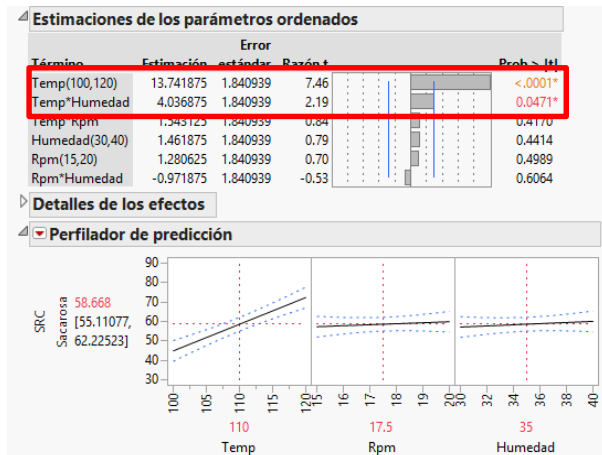 Estimaciones de los parámetros ordenados
Error
Término Estimación estándar Razón t Prob > |t|
Temp(100,120) 13.741875 1.840939 7.46 <.0001*
Temp*Humedad 4.036875 1.840939 2.19 0.0471*
Temp*Rpm 1.543125 1.840939 0.84 0.4170
Humedad(30,40) 1.461875 1.840939 0.79 0.4414
Rpm(15,20) 1.280625 1.840939 0.70 0.4989
Rpm*Humedad -0.971875 1.840939 -0.53 0.6064
Detalles de los efectos
Perfilador de predicción
SRC
Sacarosa
58.668
[55.11077,
62.22523]
90
80
70
60
50
40
30
100 105 110 115 120 15 16 17 18 19 20 30 32 34 36 38 40
110 17.5 35
Temp Rpm Humedad